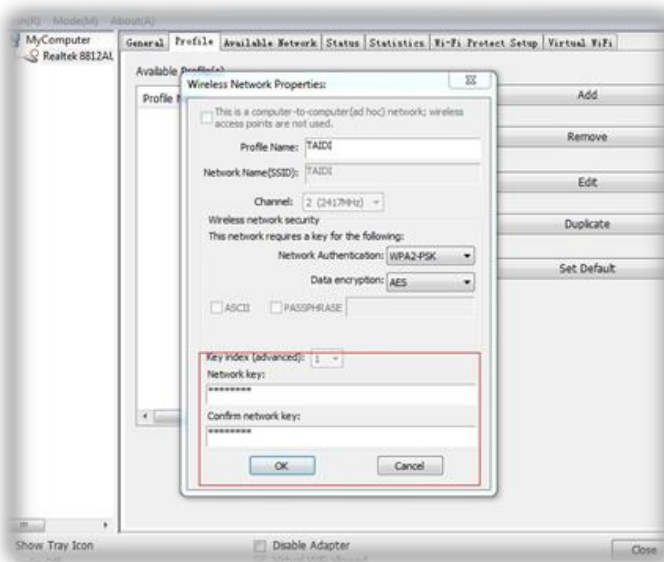 Mode(M) About(A)
MyComputer
Realtek 8812AU
General Profile Available Network Status Statistics Wi-Fi Protect Setup Virtual WiFi
Available Profile(s)
Profile N
Wireless Network Properties:
This is a computer-to-computer(ad hoc) network; wireless
access points are not used.
Profile Name: TAIDI
Network Name(SSID): TAIDI
Channel: 2 (2417MHz)
Wireless network security
This network requires a key for the following:
Network Authentication: WPA2-PSK
Data encryption: AES
ASCII PASSPHRASE
Key index (advanced): 1
Network key:
********
Confirm network key:
********
OK Cancel
Add
Remove
Edit
Duplicate
Set Default
Show Tray Icon
Disable Adapter
Close